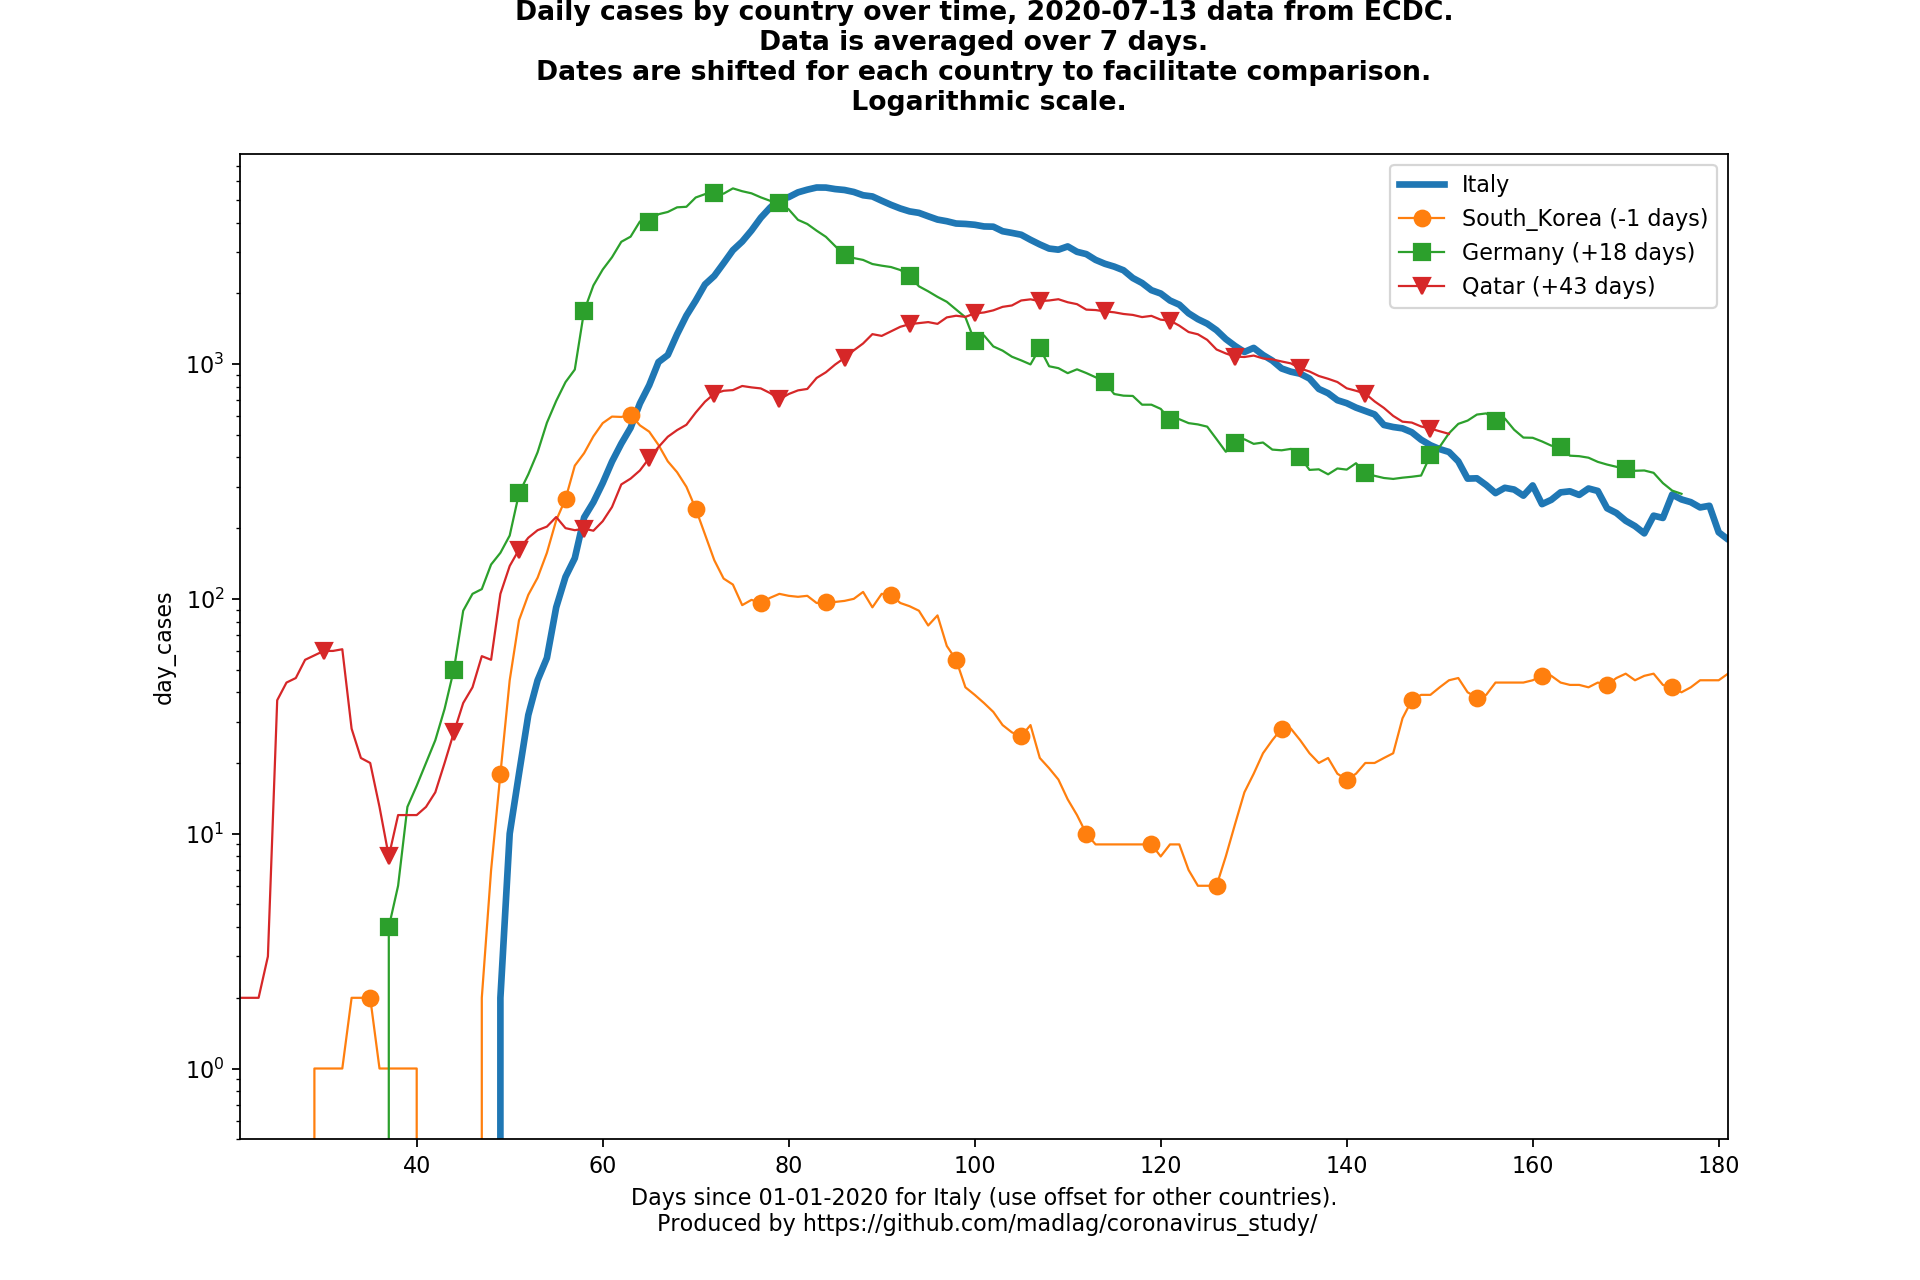 Daily cases by country over time, 2020-07-13 data from ECDC.
Data is averaged over 7 days.
Dates are shifted for each country to facilitate comparison.
Logarithmic scale.
Italy
South_Korea (-1 days)
Germany (+18 days)
Qatar (+43 days)
day_cases
10³
10²
10¹
10⁰
40 60 80 100 120 140 160 180
Days since 01-01-2020 for Italy (use offset for other countries).
Produced by https://github.com/madlag/coronavirus_study/